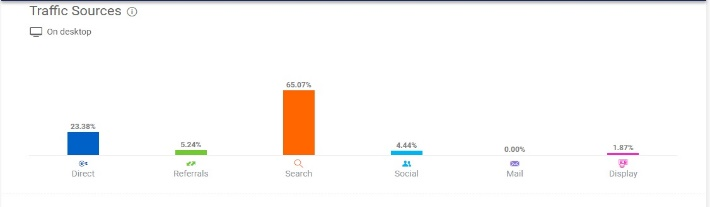 Traffic Sources
On desktop
23.38%
5.24%
65.07%
4.44%
0.00%
1.87%
Direct
Referrals
Search
Social
Mail
Display